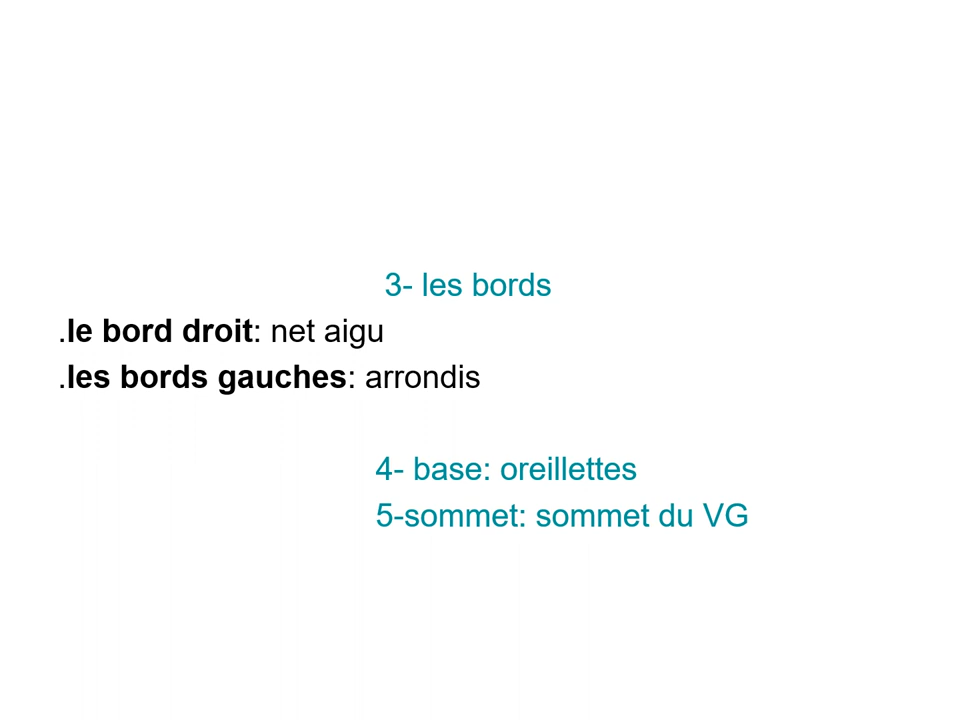 3- les bords
.le bord droit: net aigu
.les bords gauches: arrondis
4- base: oreillettes
5-sommet: sommet du VG